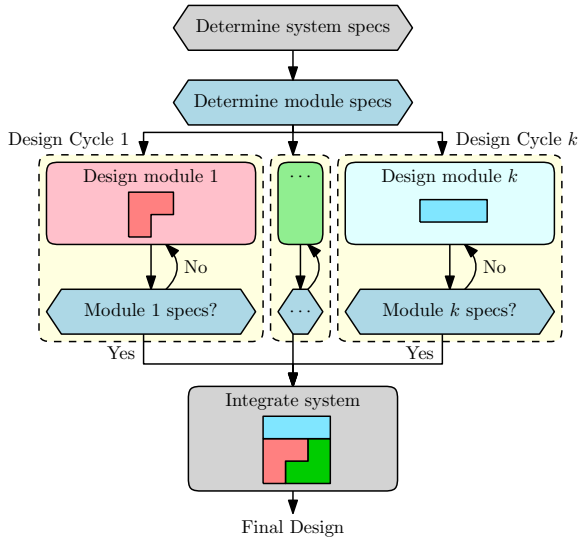 Determine system specs
Determine module specs
Design Cycle 1
Design Cycle k
Design module 1
···
Design module k
No
No
Module 1 specs?
···
Module k specs?
Yes
Yes
Integrate system
Final Design